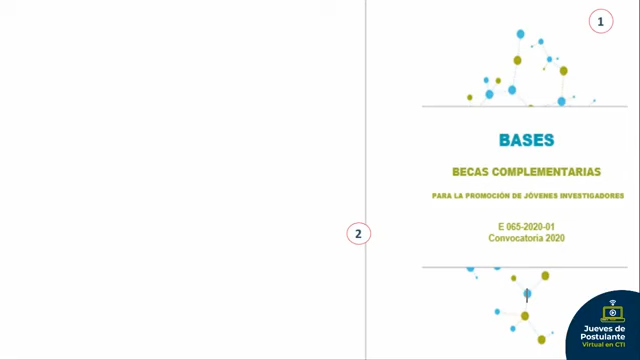 1
BASES
BECAS COMPLEMENTARIAS
PARA LA PROMOCIÓN DE JÓVENES INVESTIGADORES
E 065-2020-01
Convocatoria 2020
2
Jueves de
Postulante
Virtual en CTI